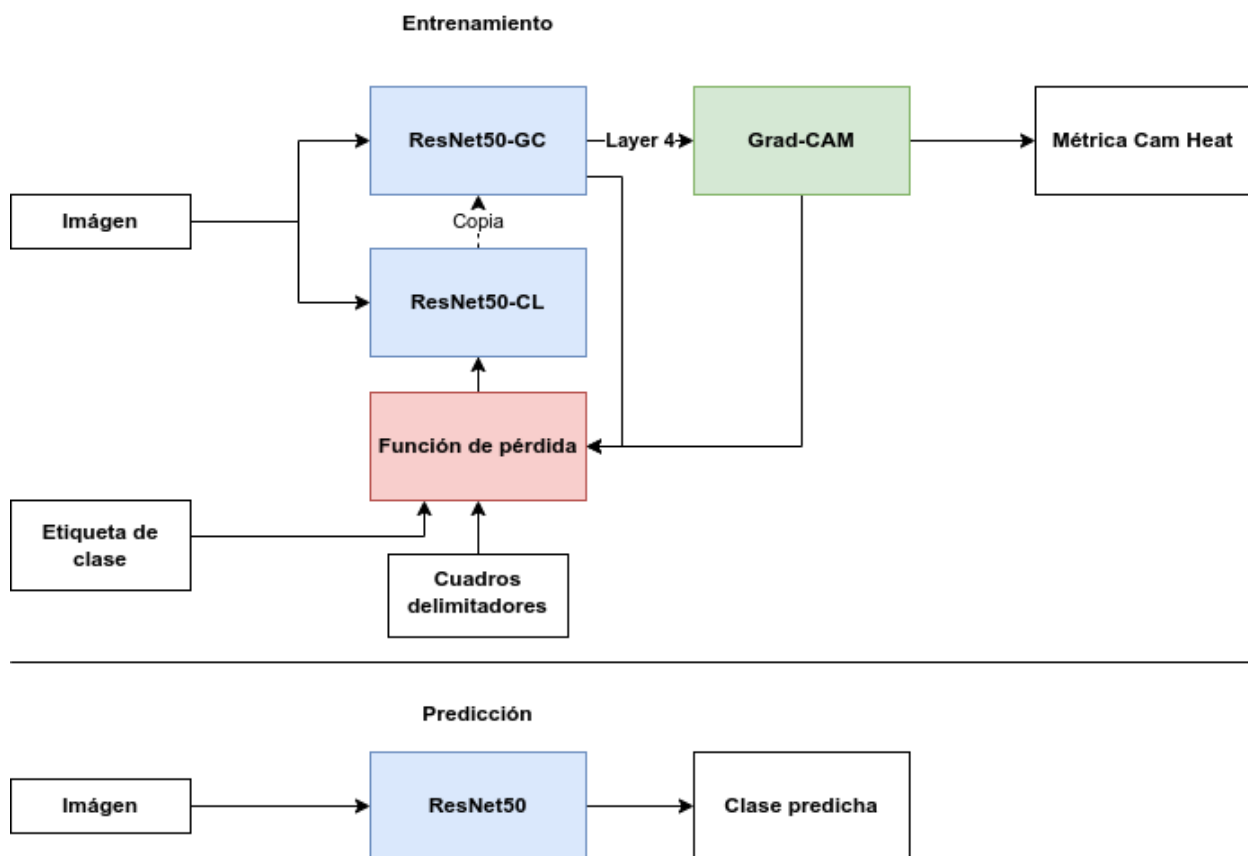 Entrenamiento
ResNet50-GC
Layer 4
Grad-CAM
Métrica Cam Heat
Imágen
Copia
ResNet50-CL
Función de pérdida
Etiqueta de
clase
Cuadros
delimitadores
Predicción
Imágen
ResNet50
Clase predicha